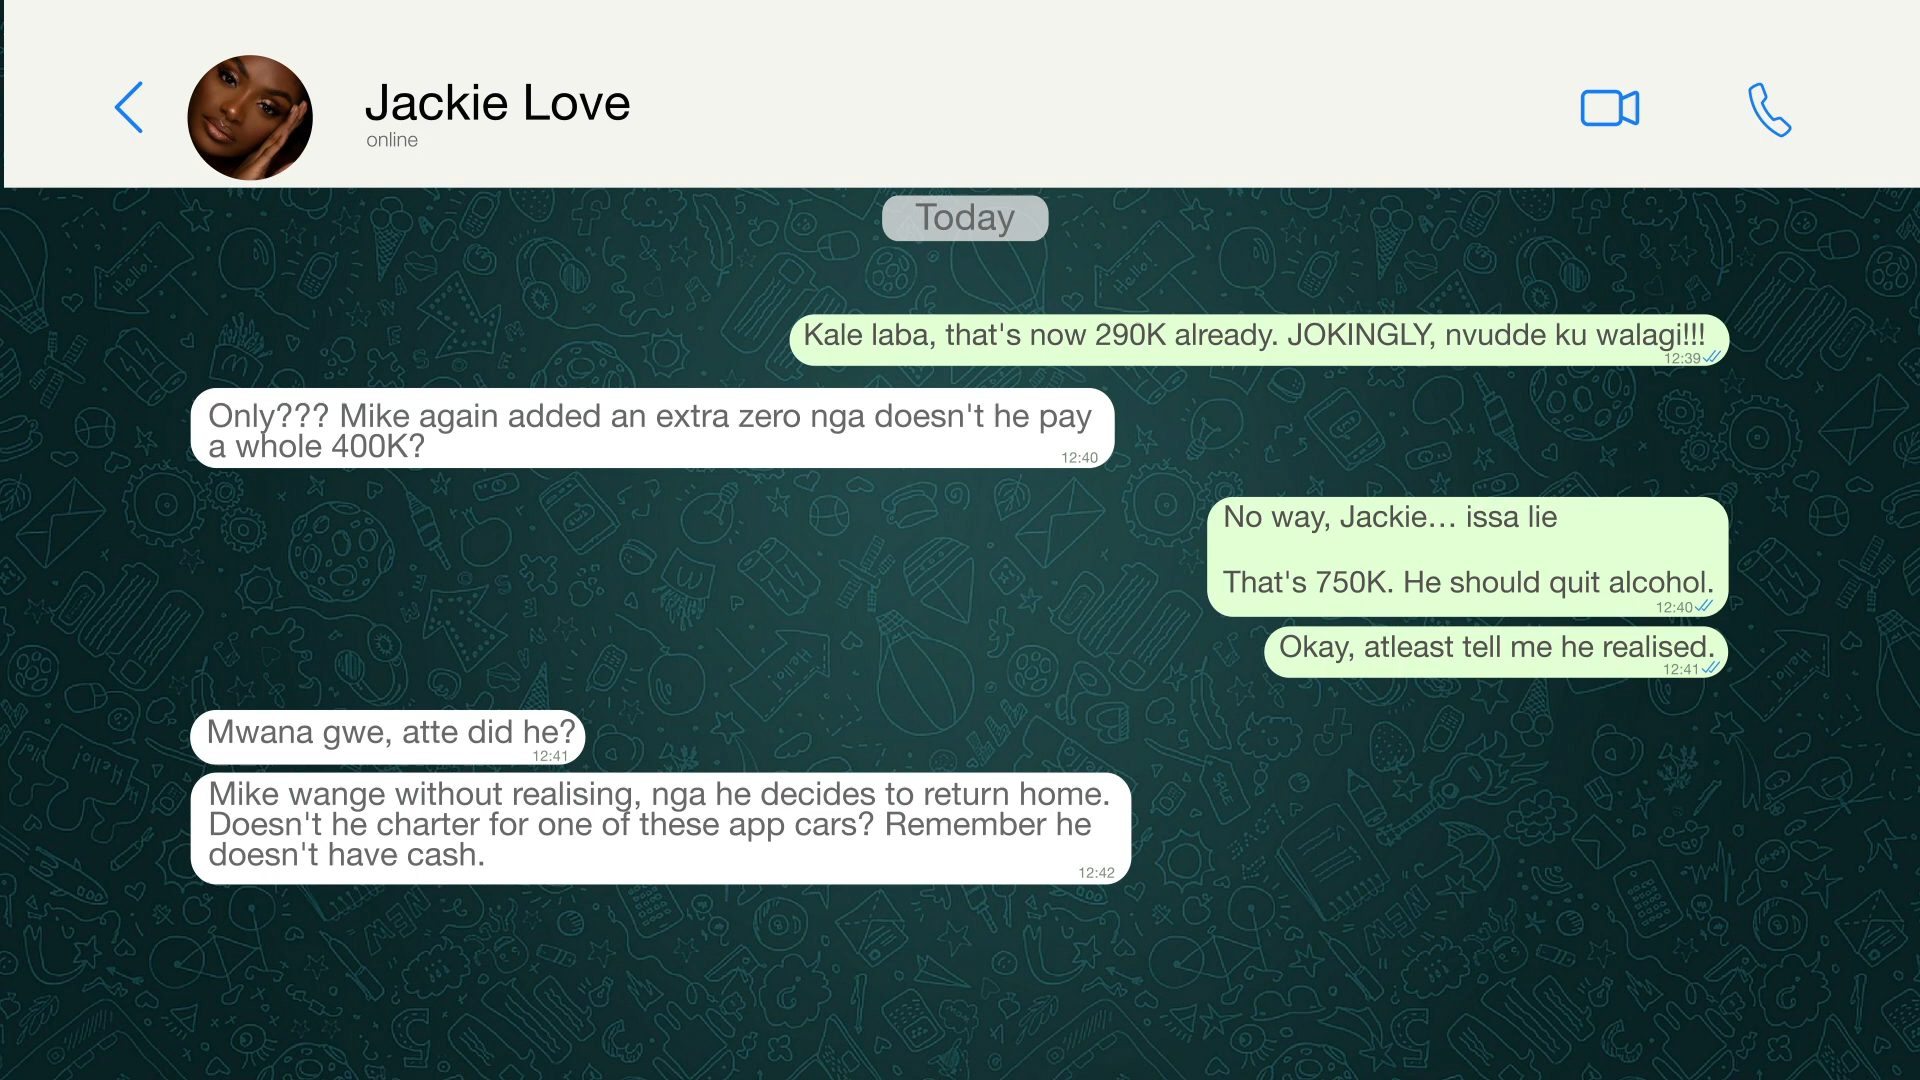 Jackie Love
online
Today
Kale laba, that's now 290K already. JOKINGLY, nvudde ku walagi!!!
12:39
Only??? Mike again added an extra zero nga doesn't he pay
a whole 400K?
12:40
No way, Jackie... issa lie
That's 750K. He should quit alcohol.
12:40
Okay, atleast tell me he realised.
12:41
Mwana gwe, atte did he?
12:41
Mike wange without realising, nga he decides to return home.
Doesn't he charter for one of these app cars? Remember he
doesn't have cash.
12:42